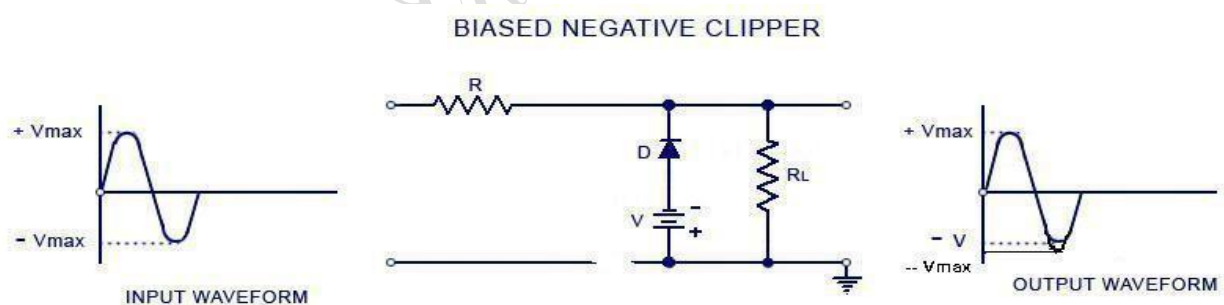 BIASED NEGATIVE CLIPPER
+ Vmax
- Vmax
INPUT WAVEFORM
R
D
V
-
+
RL
+ Vmax
- V
-- Vmax
OUTPUT WAVEFORM